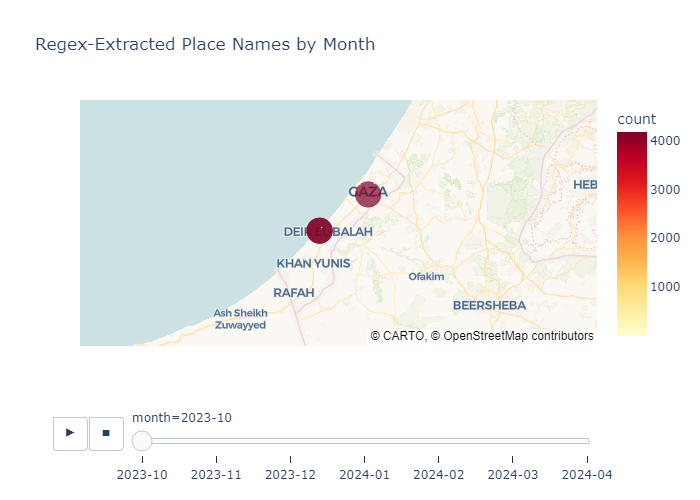 Regex-Extracted Place Names by Month
count
4000
3000
2000
1000
GAZA
HEB
DEIR EL-BALAH
KHAN YUNIS
Ofakim
RAFAH
BEERSHEBA
Ash Sheikh
Zuwayyed
© CARTO, © OpenStreetMap contributors
month=2023-10
2023-10 2023-11 2023-12 2024-01 2024-02 2024-03 2024-04